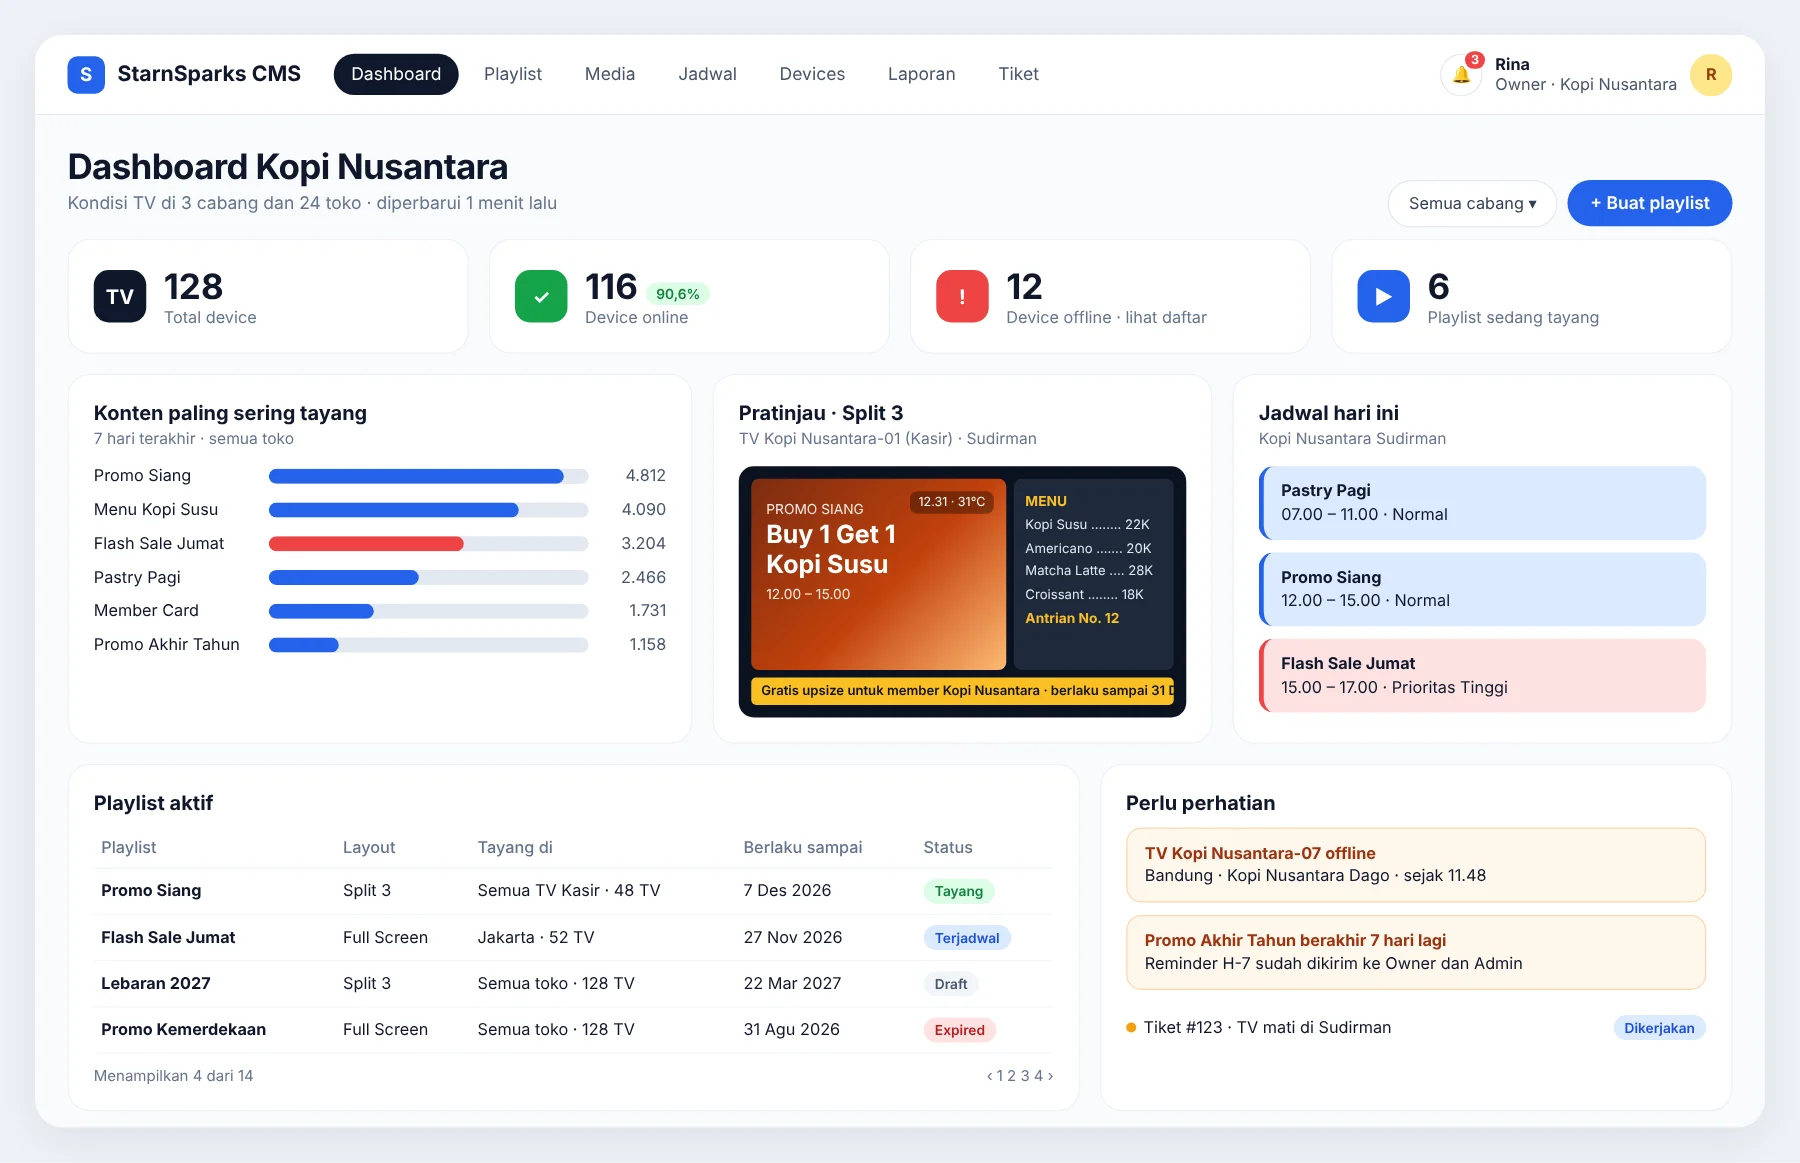 S StarnSparks CMS Dashboard Playlist Media Jadwal Devices Laporan Tiket
3
Rina
Owner · Kopi Nusantara
R
Dashboard Kopi Nusantara
Kondisi TV di 3 cabang dan 24 toko · diperbarui 1 menit lalu
Semua cabang ▾
+ Buat playlist
TV
128
Total device
✓
116 90,6%
Device online
!
12
Device offline · lihat daftar
6
Playlist sedang tayang
Konten paling sering tayang
7 hari terakhir · semua toko
Promo Siang 4.812
Menu Kopi Susu 4.090
Flash Sale Jumat 3.204
Pastry Pagi 2.466
Member Card 1.731
Promo Akhir Tahun 1.158
Pratinjau · Split 3
TV Kopi Nusantara-01 (Kasir) · Sudirman
12.31 · 31°C
PROMO SIANG
Buy 1 Get 1
Kopi Susu
12.00 – 15.00
MENU
Kopi Susu ........ 22K
Americano ....... 20K
Matcha Latte .... 28K
Croissant ........ 18K
Antrian No. 12
Gratis upsize untuk member Kopi Nusantara · berlaku sampai 31 D
Jadwal hari ini
Kopi Nusantara Sudirman
Pastry Pagi
07.00 – 11.00 · Normal
Promo Siang
12.00 – 15.00 · Normal
Flash Sale Jumat
15.00 – 17.00 · Prioritas Tinggi
Playlist aktif
Playlist Layout Tayang di Berlaku sampai Status
Promo Siang Split 3 Semua TV Kasir · 48 TV 7 Des 2026 Tayang
Flash Sale Jumat Full Screen Jakarta · 52 TV 27 Nov 2026 Terjadwal
Lebaran 2027 Split 3 Semua toko · 128 TV 22 Mar 2027 Draft
Promo Kemerdekaan Full Screen Semua toko · 128 TV 31 Agu 2026 Expired
Menampilkan 4 dari 14
‹ 1 2 3 4 ›
Perlu perhatian
TV Kopi Nusantara-07 offline
Bandung · Kopi Nusantara Dago · sejak 11.48
Promo Akhir Tahun berakhir 7 hari lagi
Reminder H-7 sudah dikirim ke Owner dan Admin
Tiket #123 · TV mati di Sudirman Dikerjakan